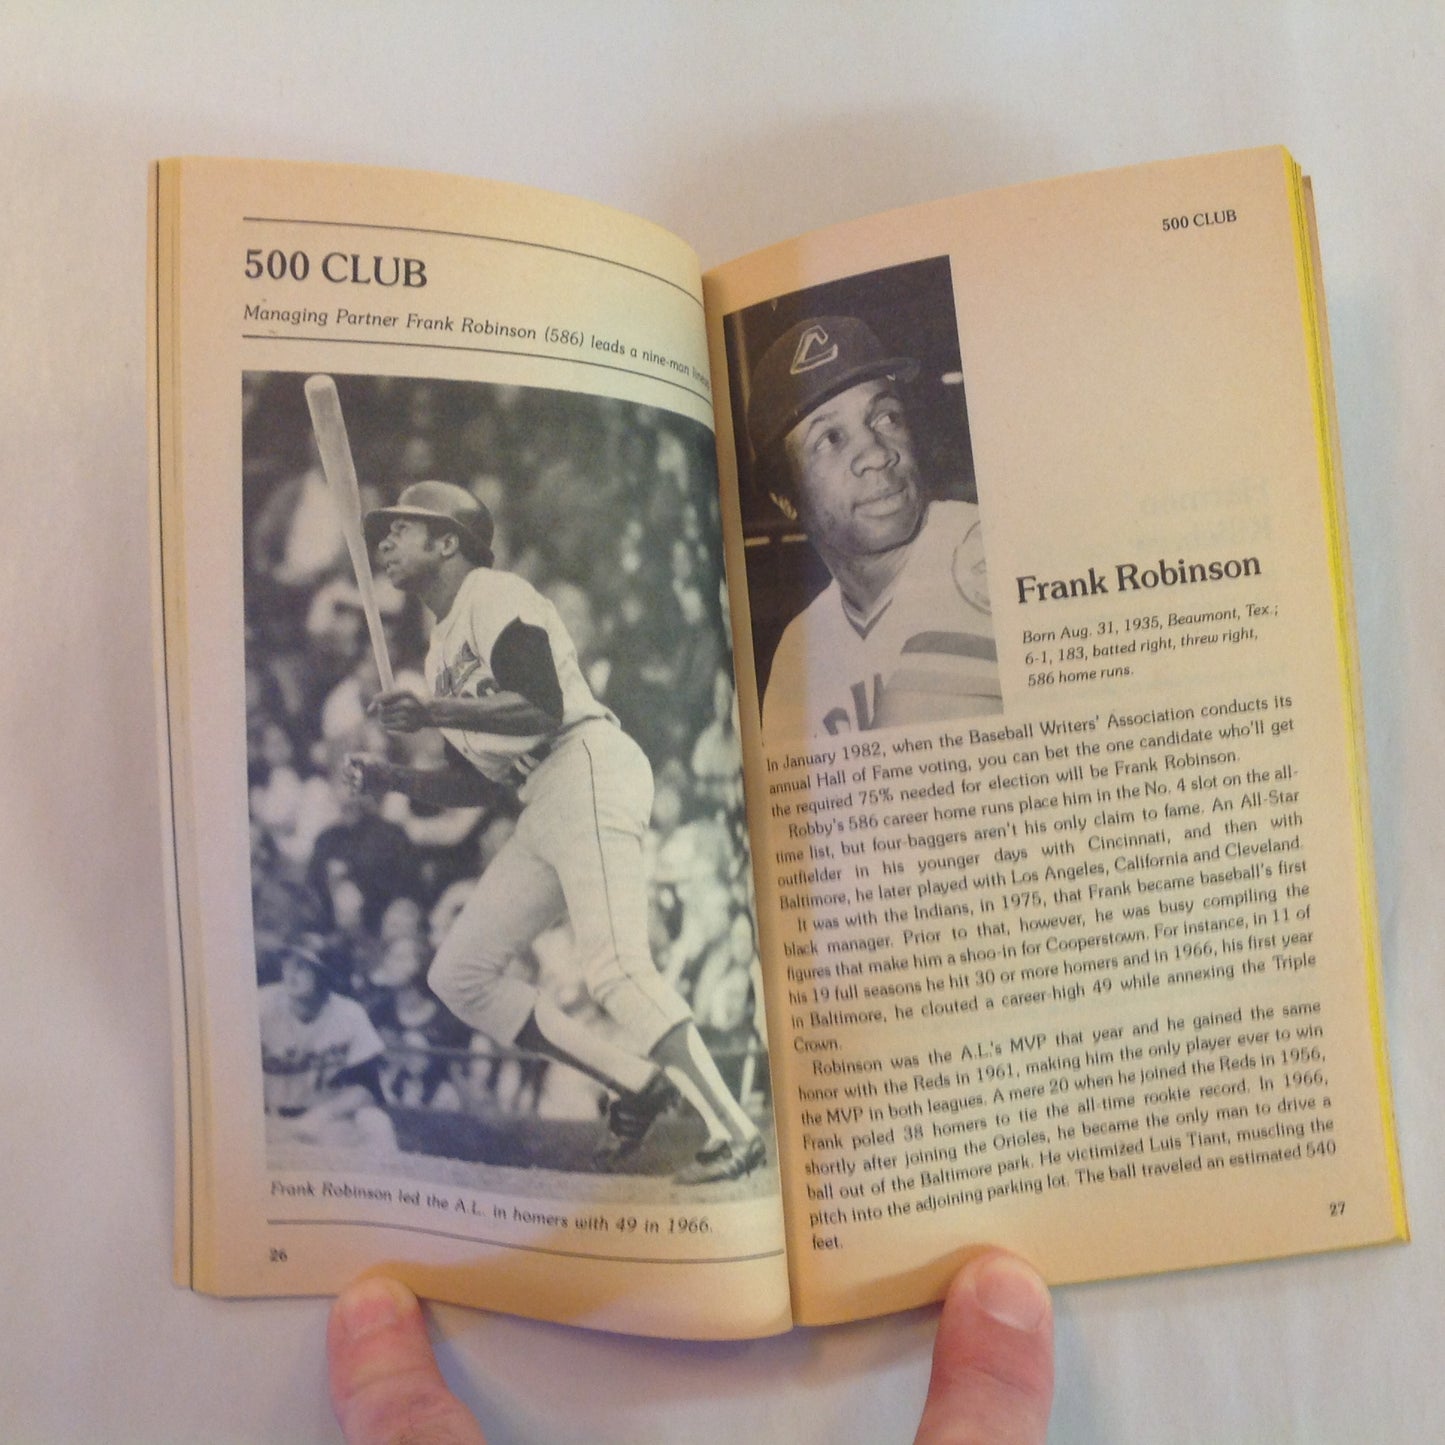 500 CLUB
Managing Partner Frank Robinson (586) leads a nine-man
Frank Robinson led the A.L. in homers with 49 in 1966.
26
500 CLUB
Frank Robinson
Born Aug. 31, 1935, Beaumont, Tex.;
6-1, 183, batted right, threw right,
586 home runs.
In January 1982, when the Baseball Writers' Association conducts its
annual Hall of Fame voting, you can bet the one candidate who'll get
the required 75% needed for election will be Frank Robinson.
Robby's 586 career home runs place him in the No. 4 slot on the all-
time list, but four-baggers aren't his only claim to fame. An All-Star
outfielder in his younger days with Cincinnati, and then with
Baltimore, he later played with Los Angeles, California and Cleveland.
It was with the Indians, in 1975, that Frank became baseball's first
black manager. Prior to that, however, he was busy compiling the
figures that make him a shoo-in for Cooperstown. For instance, in 11 of
his 19 full seasons he hit 30 or more homers and in 1966, his first year
in Baltimore, he clouted a career-high 49 while annexing the Triple
Crown.
Robinson was the A.L.'s MVP that year and he gained the same
honor with the Reds in 1961, making him the only player ever to win
the MVP in both leagues. A mere 20 when he joined the Reds in 1956,
Frank poled 38 homers to tie the all-time rookie record. In 1966,
shortly after joining the Orioles, he became the only man to drive a
ball out of the Baltimore park. He victimized Luis Tiant, muscling the
pitch into the adjoining parking lot. The ball traveled an estimated 540
feet.
27